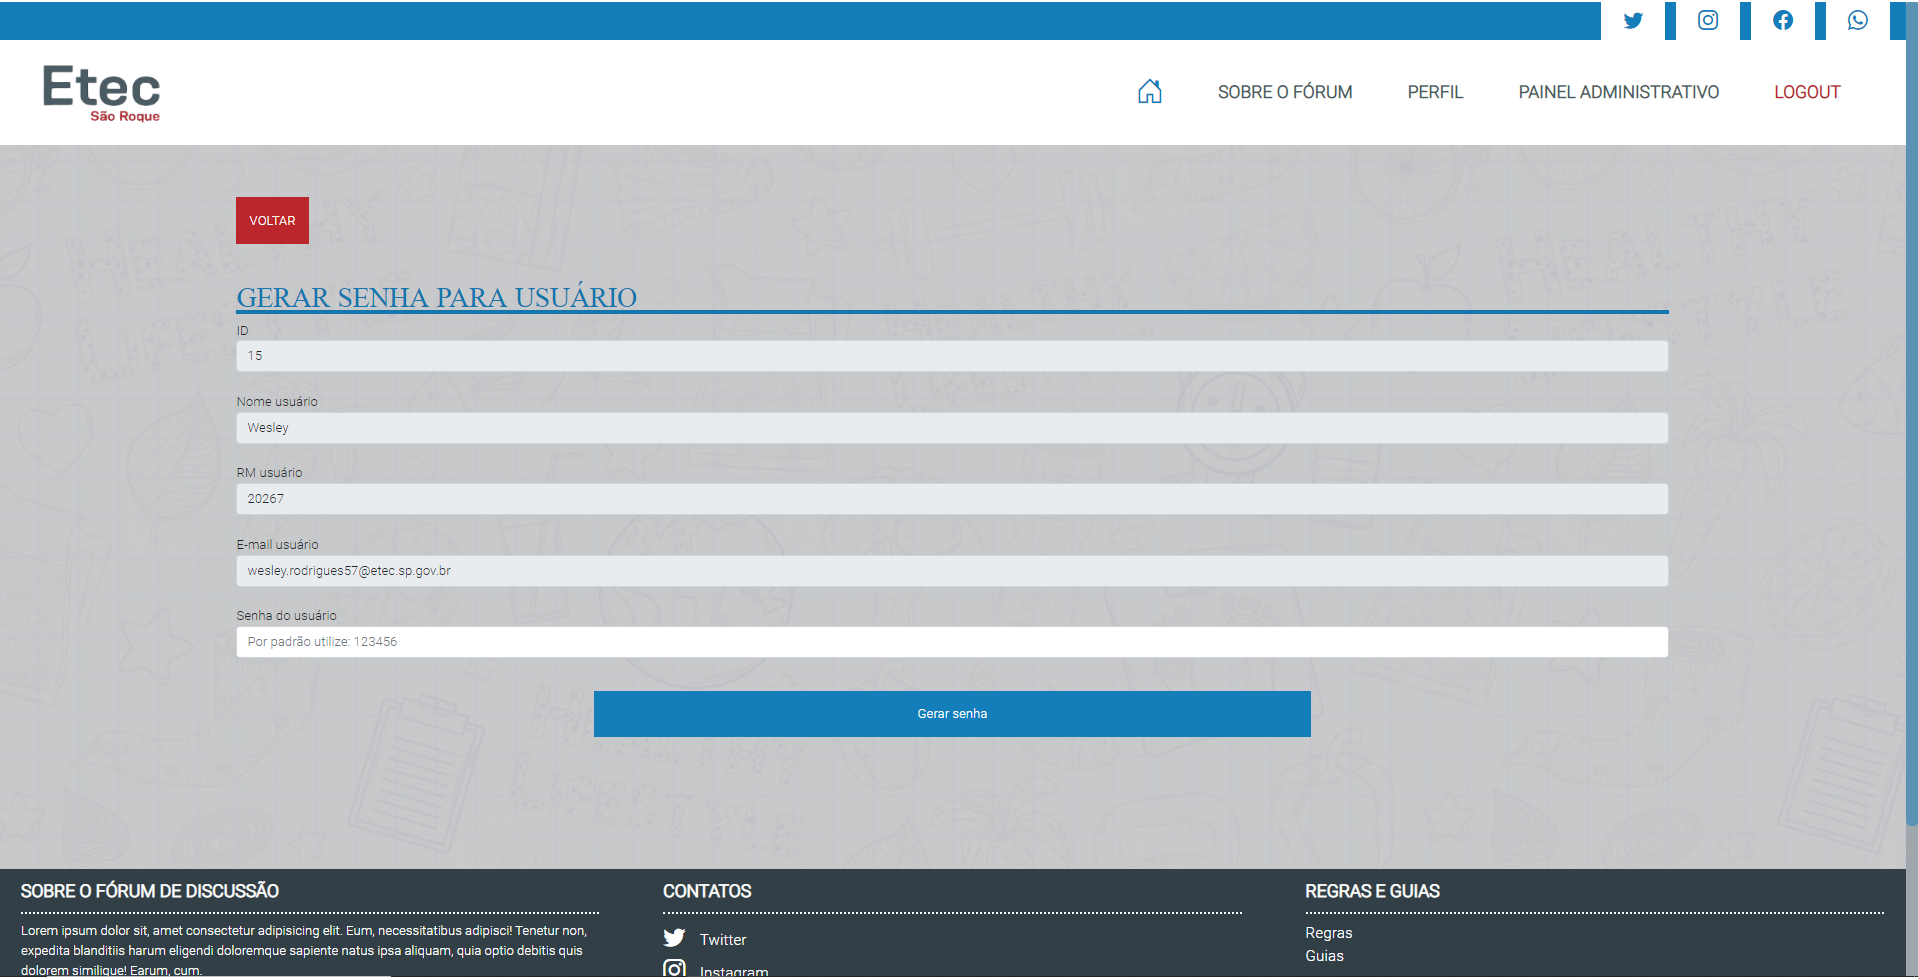 Etec
São Roque
SOBRE O FÓRUM
PERFIL
PAINEL ADMINISTRATIVO
LOGOUT
VOLTAR
GERAR SENHA PARA USUÁRIO
ID
15
Nome usuário
Wesley
RM usuário
20267
E-mail usuário
wesley.rodrigues57@etec.sp.gov.br
Senha do usuário
Por padrão utilize: 123456
Gerar senha
HEALTHY
LIFESTYLE
HEALTHY
LIFESTYLE
SOBRE O FÓRUM DE DISCUSSÃO
Lorem ipsum dolor sit, amet consectetur adipisicing elit. Eum, necessitatibus adipisci! Tenetur non,
expedita blanditiis harum eligendi doloremque sapiente natus ipsa aliquam, quia optio debitis quis
dolorem similique! Earum, cum.
CONTATOS
Twitter
Instagram
REGRAS E GUIAS
Regras
Guias